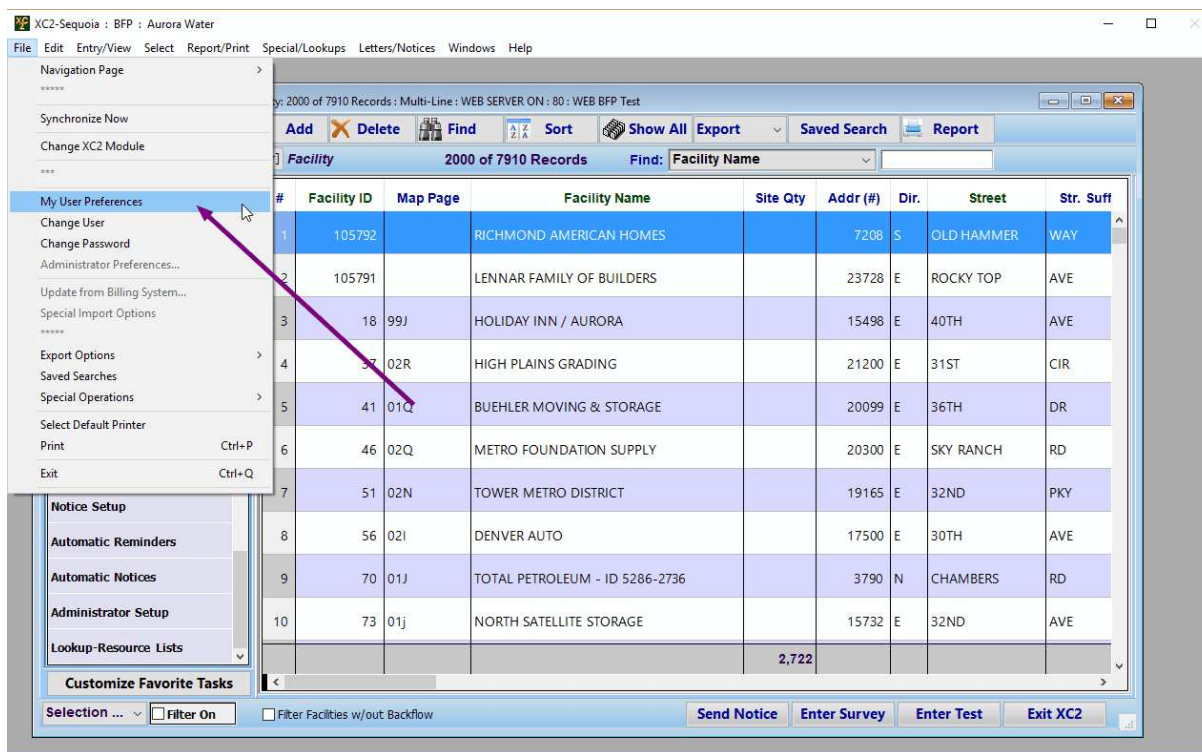 XC2-Sequoia : BFP : Aurora Water
File Edit Entry/View Select Report/Print Special/Lookups Letters/Notices Windows Help
Navigation Page >
*****
Synchronize Now
Change XC2 Module
***
My User Preferences
Change User
Change Password
Administrator Preferences...
Update from Billing System...
Special Import Options
*****
Export Options >
Saved Searches
Special Operations >
Select Default Printer
Print Ctrl+P
Exit Ctrl+Q
2000 of 7910 Records : Multi-Line : WEB SERVER ON : 80 : WEB BFP Test
Add Delete Find Sort Show All Export Saved Search Report
Facility 2000 of 7910 Records Find: Facility Name
# Facility ID Map Page Facility Name Site Qty Addr (#) Dir. Street Str. Suff
1 105792 RICHMOND AMERICAN HOMES 7208 S OLD HAMMER WAY
2 105791 LENNAR FAMILY OF BUILDERS 23728 E ROCKY TOP AVE
3 18 99J HOLIDAY INN / AURORA 15498 E 40TH AVE
4 37 02R HIGH PLAINS GRADING 21200 E 31ST CIR
5 41 01Q BUEHLER MOVING & STORAGE 20099 E 36TH DR
6 46 02Q METRO FOUNDATION SUPPLY 20300 E SKY RANCH RD
7 51 02N TOWER METRO DISTRICT 19165 E 32ND PKY
8 56 02I DENVER AUTO 17500 E 30TH AVE
9 70 01J TOTAL PETROLEUM - ID 5286-2736 3790 N CHAMBERS RD
10 73 01j NORTH SATELLITE STORAGE 15732 E 32ND AVE
2,722
Notice Setup
Automatic Reminders
Automatic Notices
Administrator Setup
Lookup-Resource Lists
Customize Favorite Tasks
Selection ... Filter On Filter Facilities w/out Backflow Send Notice Enter Survey Enter Test Exit XC2